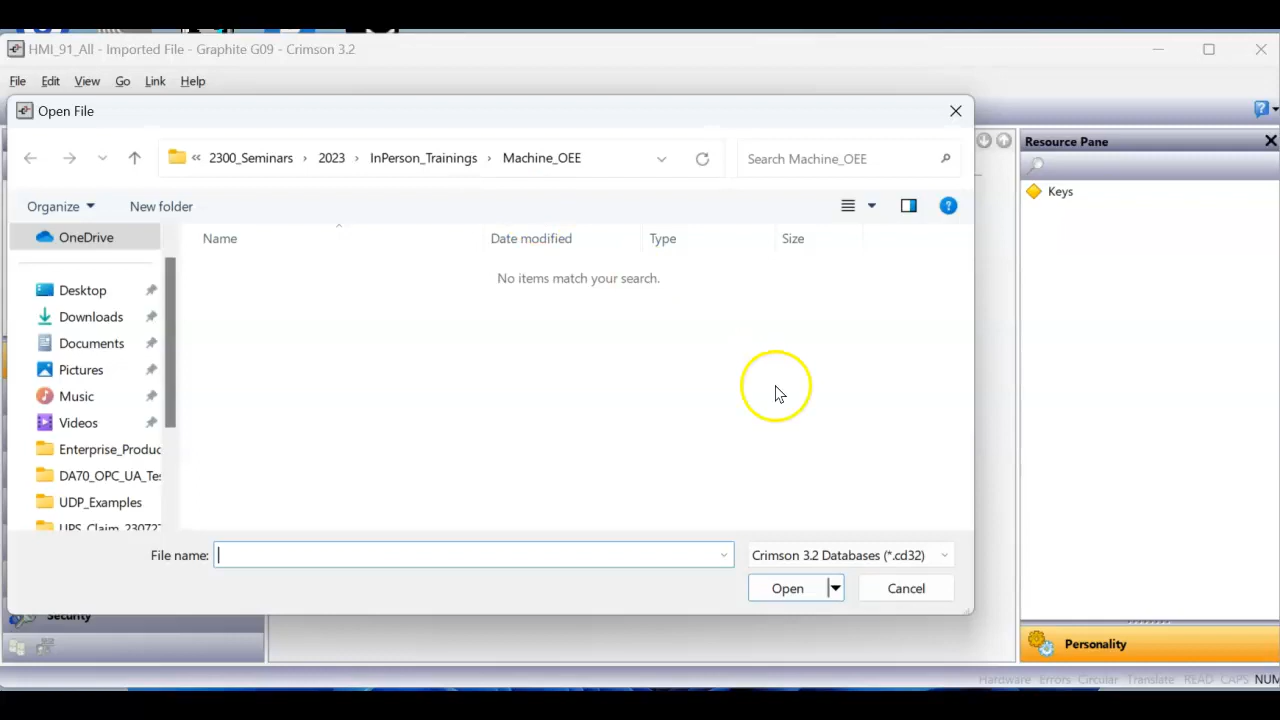 HMI_91_All - Imported File - Graphite G09 - Crimson 3.2
File Edit View Go Link Help
Open File
Resource Pane
« 2300_Seminars › 2023 › InPerson_Trainings › Machine_OEE
Search Machine_OEE
Keys
Organize
New folder
OneDrive
Name
Date modified
Type
Size
No items match your search.
Desktop
Downloads
Documents
Pictures
Music
Videos
Enterprise_Produc
DA70_OPC_UA_Te
UDP_Examples
UPS_Claim_230727
File name:
Crimson 3.2 Databases (*.cd32)
Open
Cancel
Security
Personality
Hardware Errors Circular Translate READ CAPS NUM